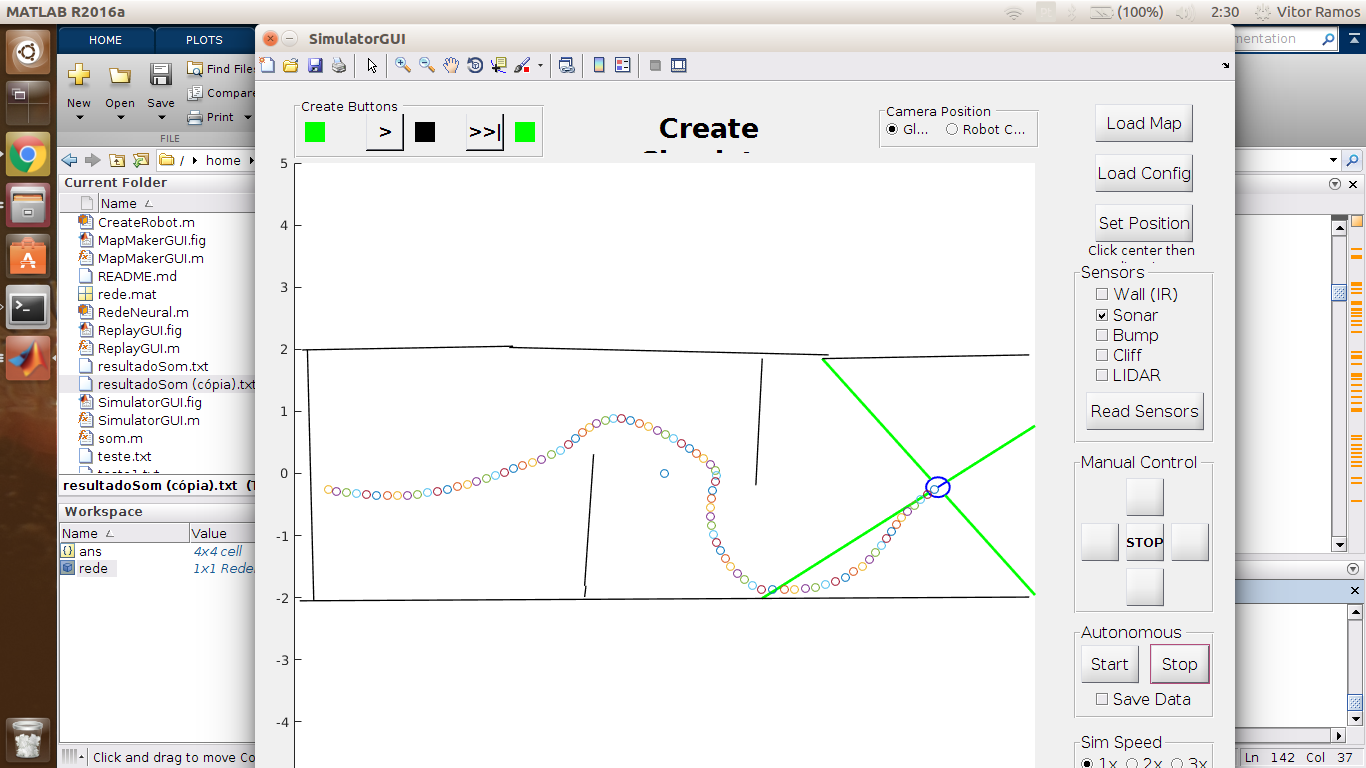 MATLAB R2016a
(100%)
2:30
Vitor Ramos
HOME
PLOTS
mentation
SimulatorGUI
New
Open
Save
Find File
Compare
Print
FILE
/ home
Current Folder
Name
CreateRobot.m
MapMakerGUI.fig
MapMakerGUI.m
README.md
rede.mat
RedeNeural.m
ReplayGUI.fig
ReplayGUI.m
resultadoSom.txt
resultadoSom (cópia).txt
SimulatorGUI.fig
SimulatorGUI.m
som.m
teste.txt
resultadoSom (cópia).txt (T
Workspace
Name
Value
ans
4x4 cell
rede
1x1 Rede
Click and drag to move Co
Create Buttons
>
>>|
Create
Camera Position
Gl...
Robot C...
Load Map
Load Config
Set Position
Click center then
Sensors
Wall (IR)
Sonar
Bump
Cliff
LIDAR
Read Sensors
Manual Control
STOP
Autonomous
Start
Stop
Save Data
Sim Speed
1x
2x
3x
5
4
3
2
1
0
-1
-2
-3
-4
Ln 142 Col 37